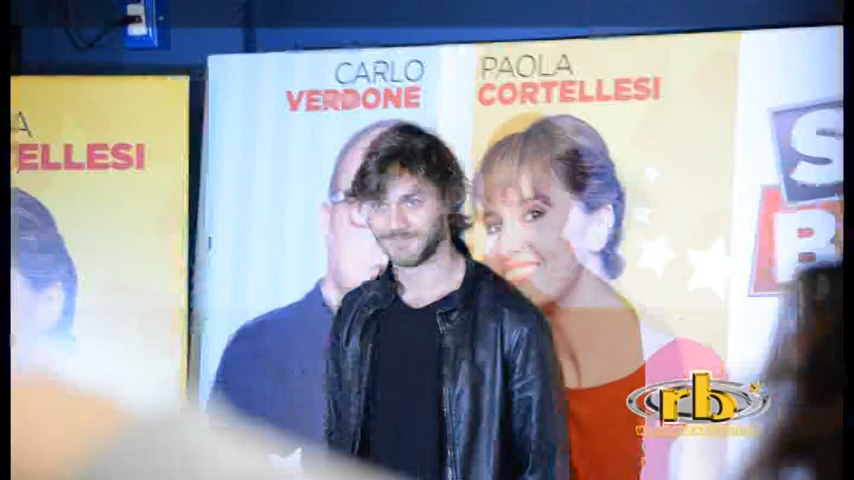 CARLO
VERDONE
PAOLA
CORTELLESI
A
ELLESI
S
B
rb